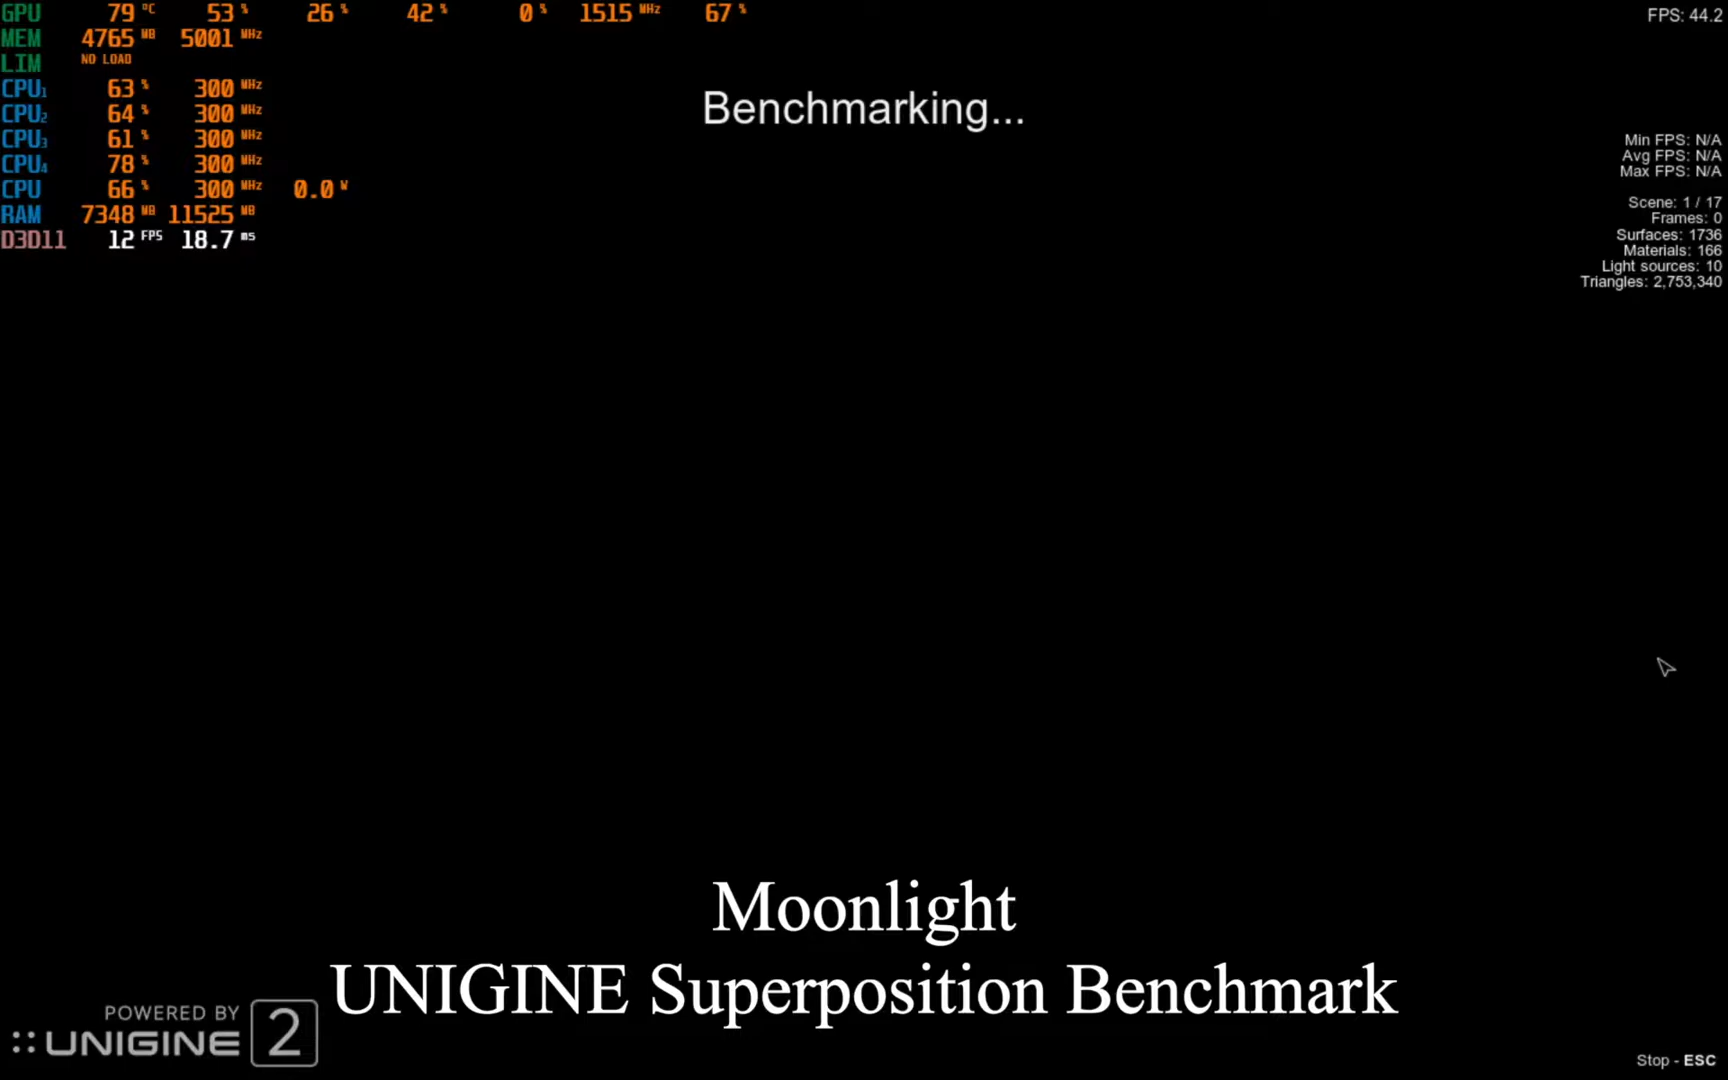 GPU 79 °C 53 % 26 % 42 % 0 % 1515 MHz 67 %
MEM 4765 MB 5001 MHz
LIM NO LOAD
CPU1 63 % 300 MHz
CPU2 64 % 300 MHz
CPU3 61 % 300 MHz
CPU4 78 % 300 MHz
CPU 66 % 300 MHz 0.0 W
RAM 7348 MB 11525 MB
D3D11 12 FPS 18.7 ms
FPS: 44.2
Benchmarking...
Min FPS: N/A
Avg FPS: N/A
Max FPS: N/A
Scene: 1 / 17
Frames: 0
Surfaces: 1736
Materials: 166
Light sources: 10
Triangles: 2,753,340
Moonlight
UNIGINE Superposition Benchmark
POWERED BY
UNIGINE 2
Stop - ESC